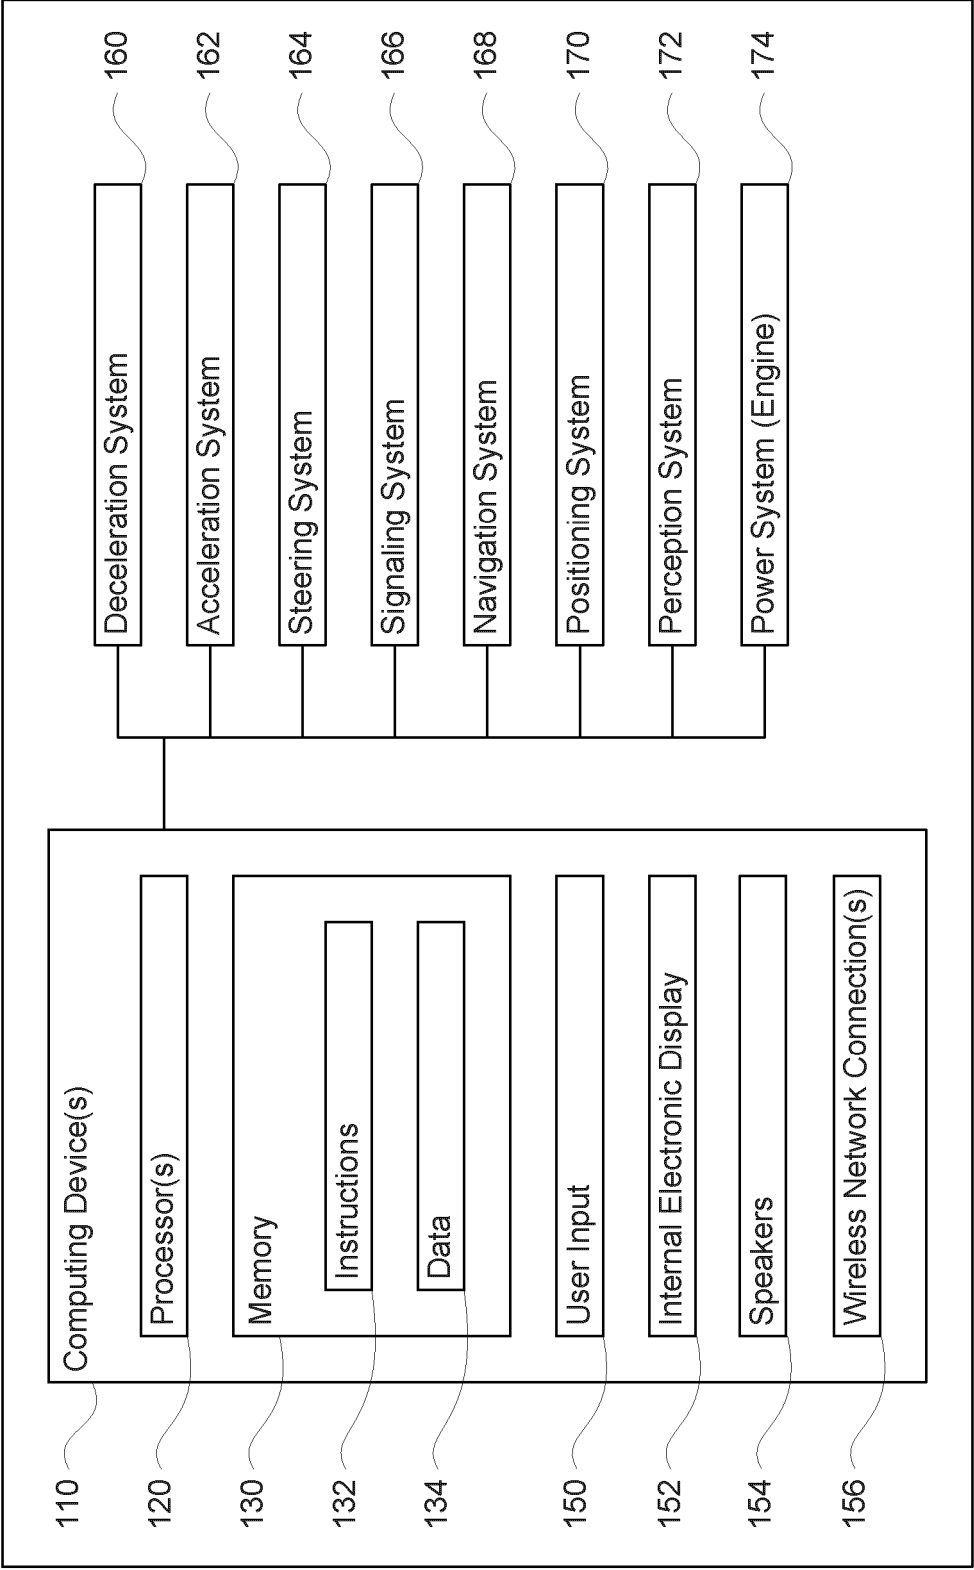 110
Computing Device(s)
120
Processor(s)
130
Memory
132
Instructions
134
Data
150
User Input
152
Internal Electronic Display
154
Speakers
156
Wireless Network Connection(s)
Deceleration System
160
Acceleration System
162
Steering System
164
Signaling System
166
Navigation System
168
Positioning System
170
Perception System
172
Power System (Engine)
174